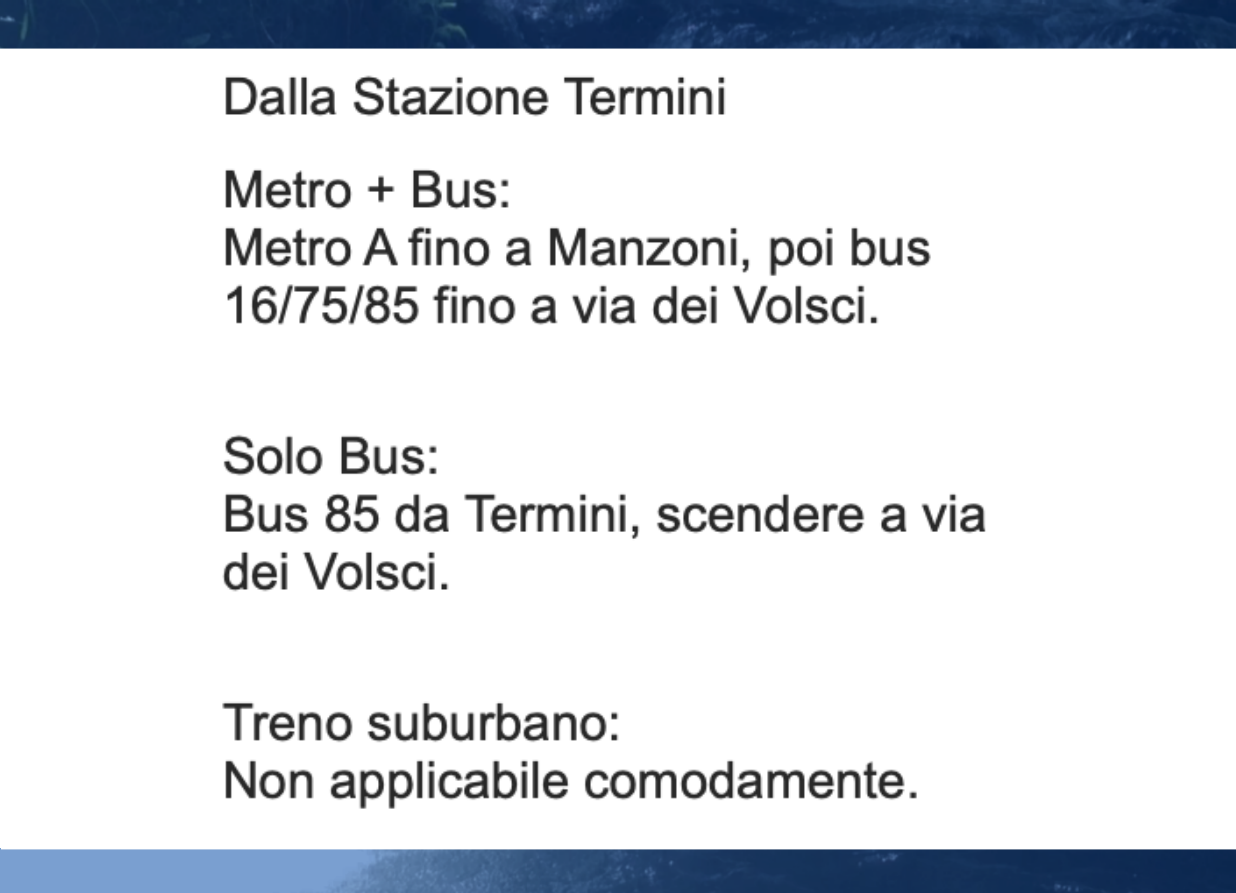 Dalla Stazione Termini
Metro + Bus:
Metro A fino a Manzoni, poi bus
16/75/85 fino a via dei Volsci.
Solo Bus:
Bus 85 da Termini, scendere a via
dei Volsci.
Treno suburbano:
Non applicabile comodamente.